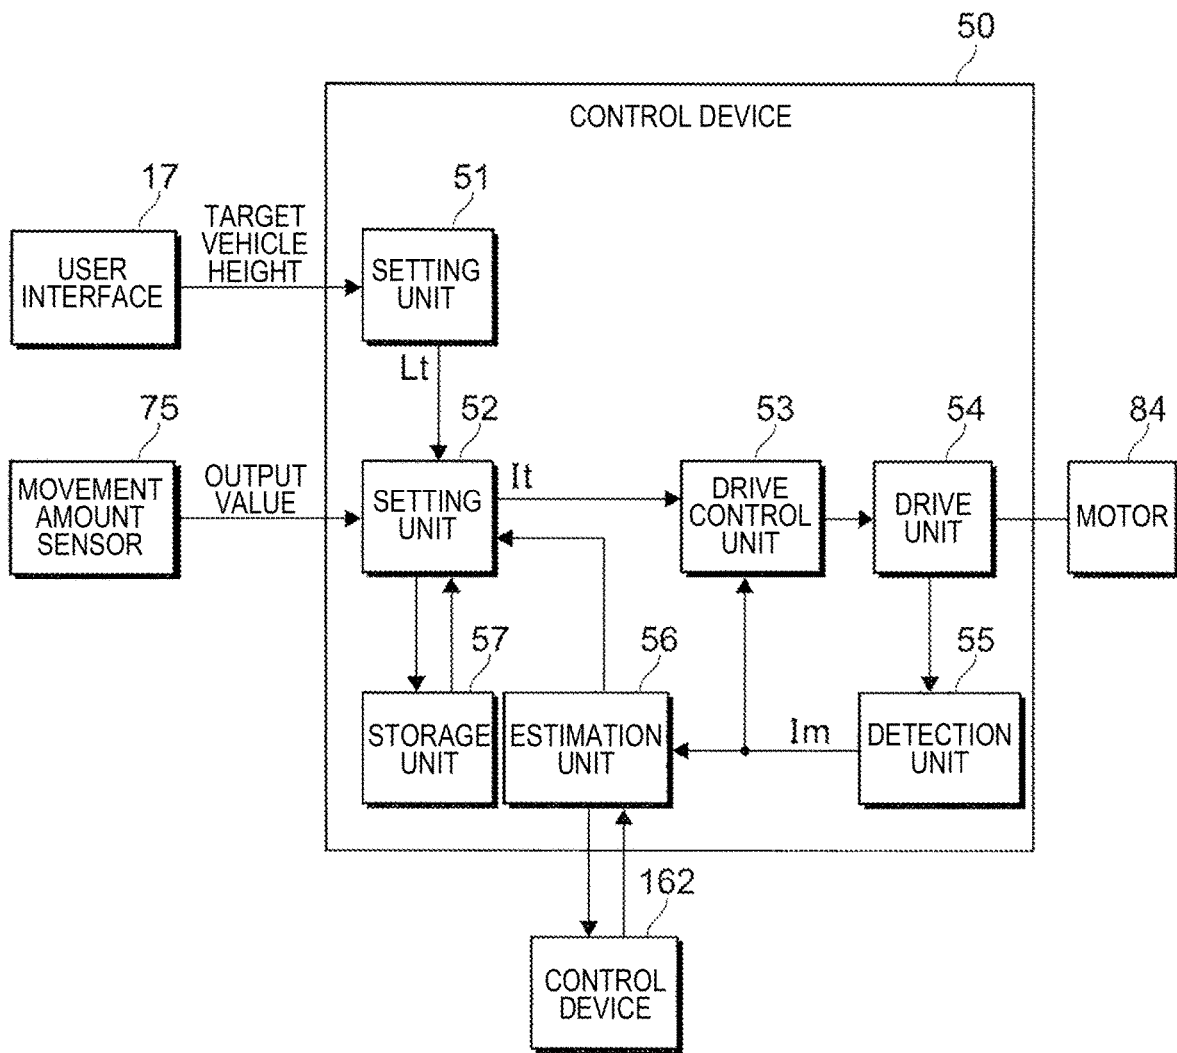 50
CONTROL DEVICE
17
USER
INTERFACE
TARGET
VEHICLE
HEIGHT
51
SETTING
UNIT
Lt
75
MOVEMENT
AMOUNT
SENSOR
OUTPUT
VALUE
52
SETTING
UNIT
It
53
DRIVE
CONTROL
UNIT
54
DRIVE
UNIT
84
MOTOR
57
STORAGE
UNIT
56
ESTIMATION
UNIT
Im
55
DETECTION
UNIT
162
CONTROL
DEVICE